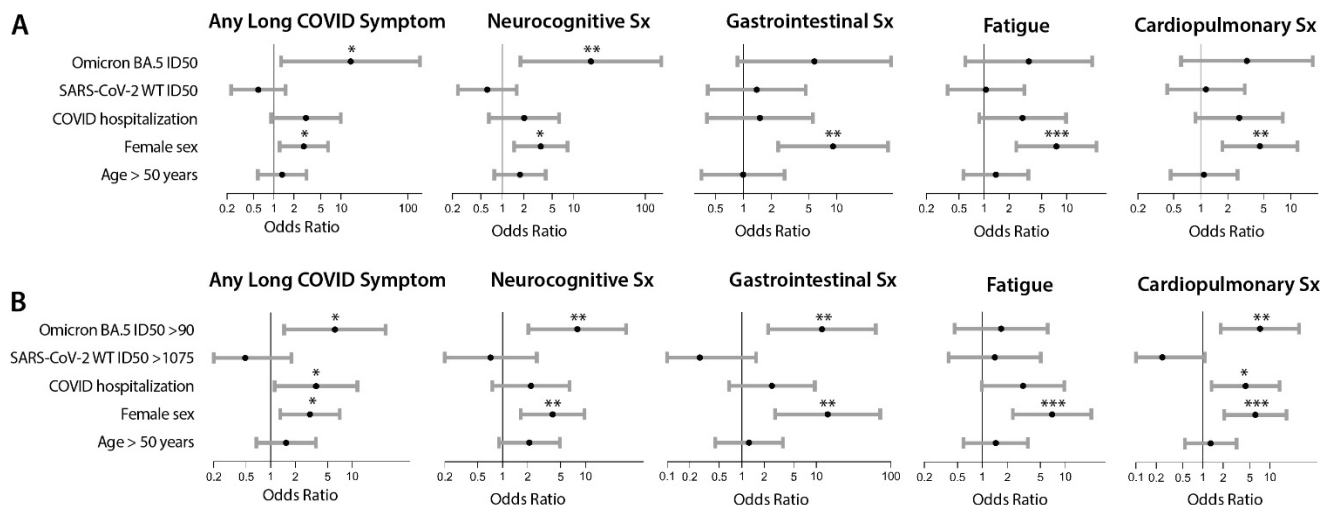 A
Any Long COVID Symptom Neurocognitive Sx Gastrointestinal Sx Fatigue Cardiopulmonary Sx
Omicron BA.5 ID50 * **
SARS-CoV-2 WT ID50
COVID hospitalization
Female sex * * ** *** **
Age > 50 years
0.2 0.5 1 2 5 10 100 0.2 0.5 1 2 5 10 100 0.5 1 2 5 10 0.2 0.5 1 2 5 10 0.2 0.5 1 2 5 10
Odds Ratio Odds Ratio Odds Ratio Odds Ratio Odds Ratio
B
Any Long COVID Symptom Neurocognitive Sx Gastrointestinal Sx Fatigue Cardiopulmonary Sx
Omicron BA.5 ID50 >90 * ** ** **
SARS-CoV-2 WT ID50 >1075
COVID hospitalization * *
Female sex * ** ** *** ***
Age > 50 years
0.2 0.5 1 2 5 10 0.2 0.5 1 2 5 10 0.1 0.2 0.5 1 2 5 10 100 0.2 0.5 1 2 5 10 0.1 0.2 0.5 1 2 5 10
Odds Ratio Odds Ratio Odds Ratio Odds Ratio Odds Ratio